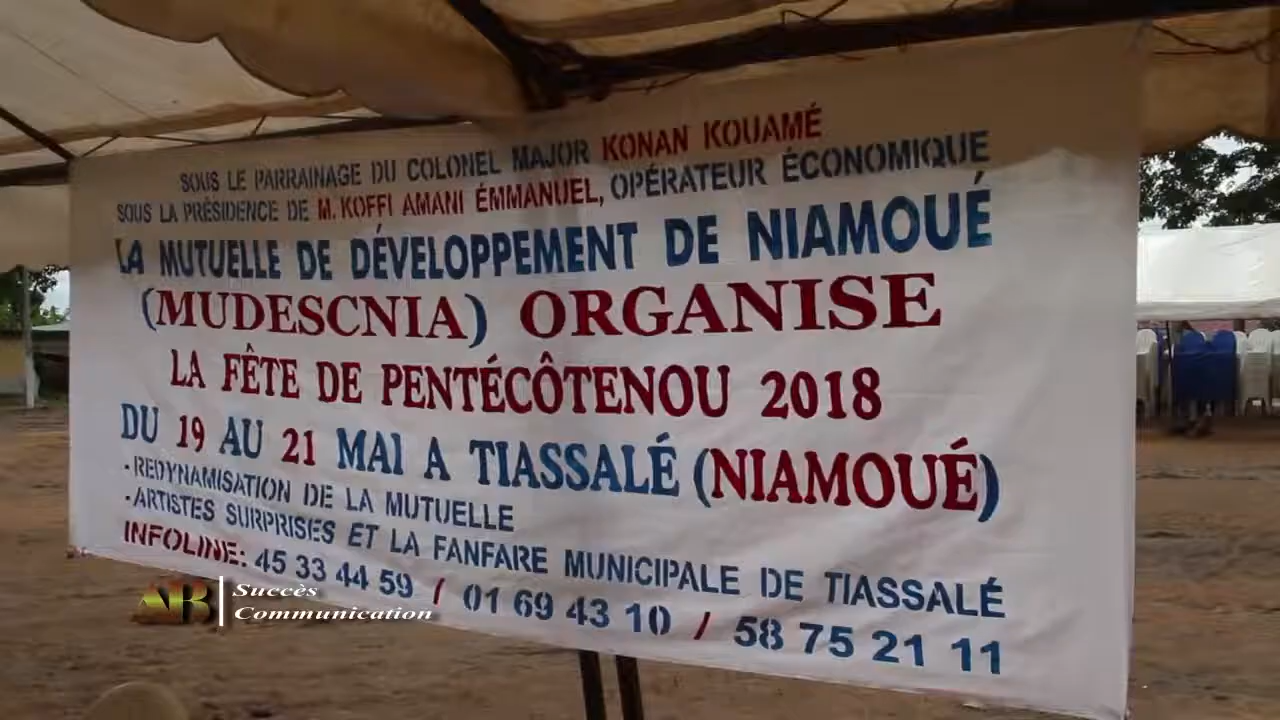 SOUS LE PARRAINAGE DU COLONEL MAJOR KONAN KOUAMÉ
SOUS LA PRÉSIDENCE DE M. KOFFI AMANI ÉMMANUEL, OPÉRATEUR ÉCONOMIQUE
LA MUTUELLE DE DÉVELOPPEMENT DE NIAMOUÉ
(MUDESCNIA) ORGANISE
LA FÊTE DE PENTÉCÔTENOU 2018
DU 19 AU 21 MAI A TIASSALÉ (NIAMOUÉ)
-REDYNAMISATION DE LA MUTUELLE
-ARTISTES SURPRISES ET LA FANFARE MUNICIPALE DE TIASSALÉ
INFOLINE: 45 33 44 59 / 01 69 43 10 / 58 75 21 11
AB Succès
Communication